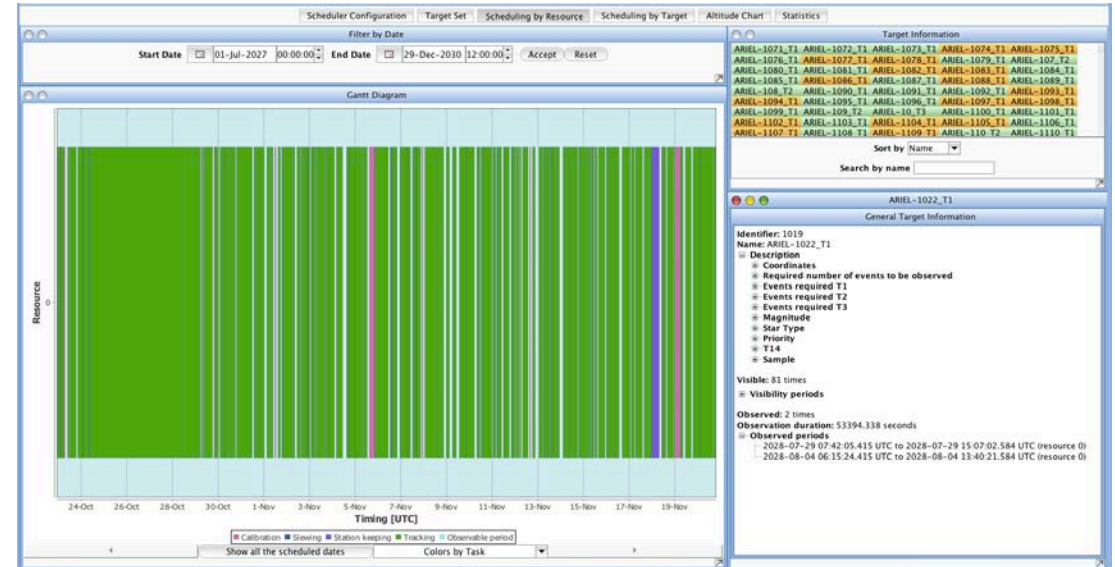 Scheduler Configuration Target Set Scheduling by Resource Scheduling by Target Altitude Chart Statistics
Filter by Date
Start Date 01-Jul-2027 00:00:00 End Date 29-Dec-2030 12:00:00 Accept Reset
Gantt Diagram
Resource
0
24-Oct 26-Oct 28-Oct 30-Oct 1-Nov 3-Nov 5-Nov 7-Nov 9-Nov 11-Nov 13-Nov 15-Nov 17-Nov 19-Nov
Timing [UTC]
Calibration Slewing Station keeping Tracking Observable period
Show all the scheduled dates Colors by Task
Target Information
ARIEL-1071_T1 ARIEL-1072_T1 ARIEL-1073_T1 ARIEL-1074_T1 ARIEL-1075_T1
ARIEL-1076_T1 ARIEL-1077_T1 ARIEL-1078_T1 ARIEL-1079_T1 ARIEL-107_T2
ARIEL-1080_T1 ARIEL-1081_T1 ARIEL-1082_T1 ARIEL-1083_T1 ARIEL-1084_T1
ARIEL-1085_T1 ARIEL-1086_T1 ARIEL-1087_T1 ARIEL-1088_T1 ARIEL-1089_T1
ARIEL-108_T2 ARIEL-1090_T1 ARIEL-1091_T1 ARIEL-1092_T1 ARIEL-1093_T1
ARIEL-1094_T1 ARIEL-1095_T1 ARIEL-1096_T1 ARIEL-1097_T1 ARIEL-1098_T1
ARIEL-1099_T1 ARIEL-109_T2 ARIEL-10_T3 ARIEL-1100_T1 ARIEL-1101_T1
ARIEL-1102_T1 ARIEL-1103_T1 ARIEL-1104_T1 ARIEL-1105_T1 ARIEL-1106_T1
ARIEL-1107_T1 ARIEL-1108_T1 ARIEL-1109_T1 ARIEL-110_T2 ARIEL-1110_T1
Sort by Name
Search by name
ARIEL-1022_T1
General Target Information
Identifier: 1019
Name: ARIEL-1022_T1
Description
Coordinates
Required number of events to be observed
Events required T1
Events required T2
Events required T3
Magnitude
Star Type
Priority
T14
Sample
Visible: 81 times
Visibility periods
Observed: 2 times
Observation duration: 53394.338 seconds
Observed periods
2028-07-29 07:42:05.415 UTC to 2028-07-29 15:07:02.584 UTC (resource 0)
2028-08-04 06:15:24.415 UTC to 2028-08-04 13:40:21.584 UTC (resource 0)